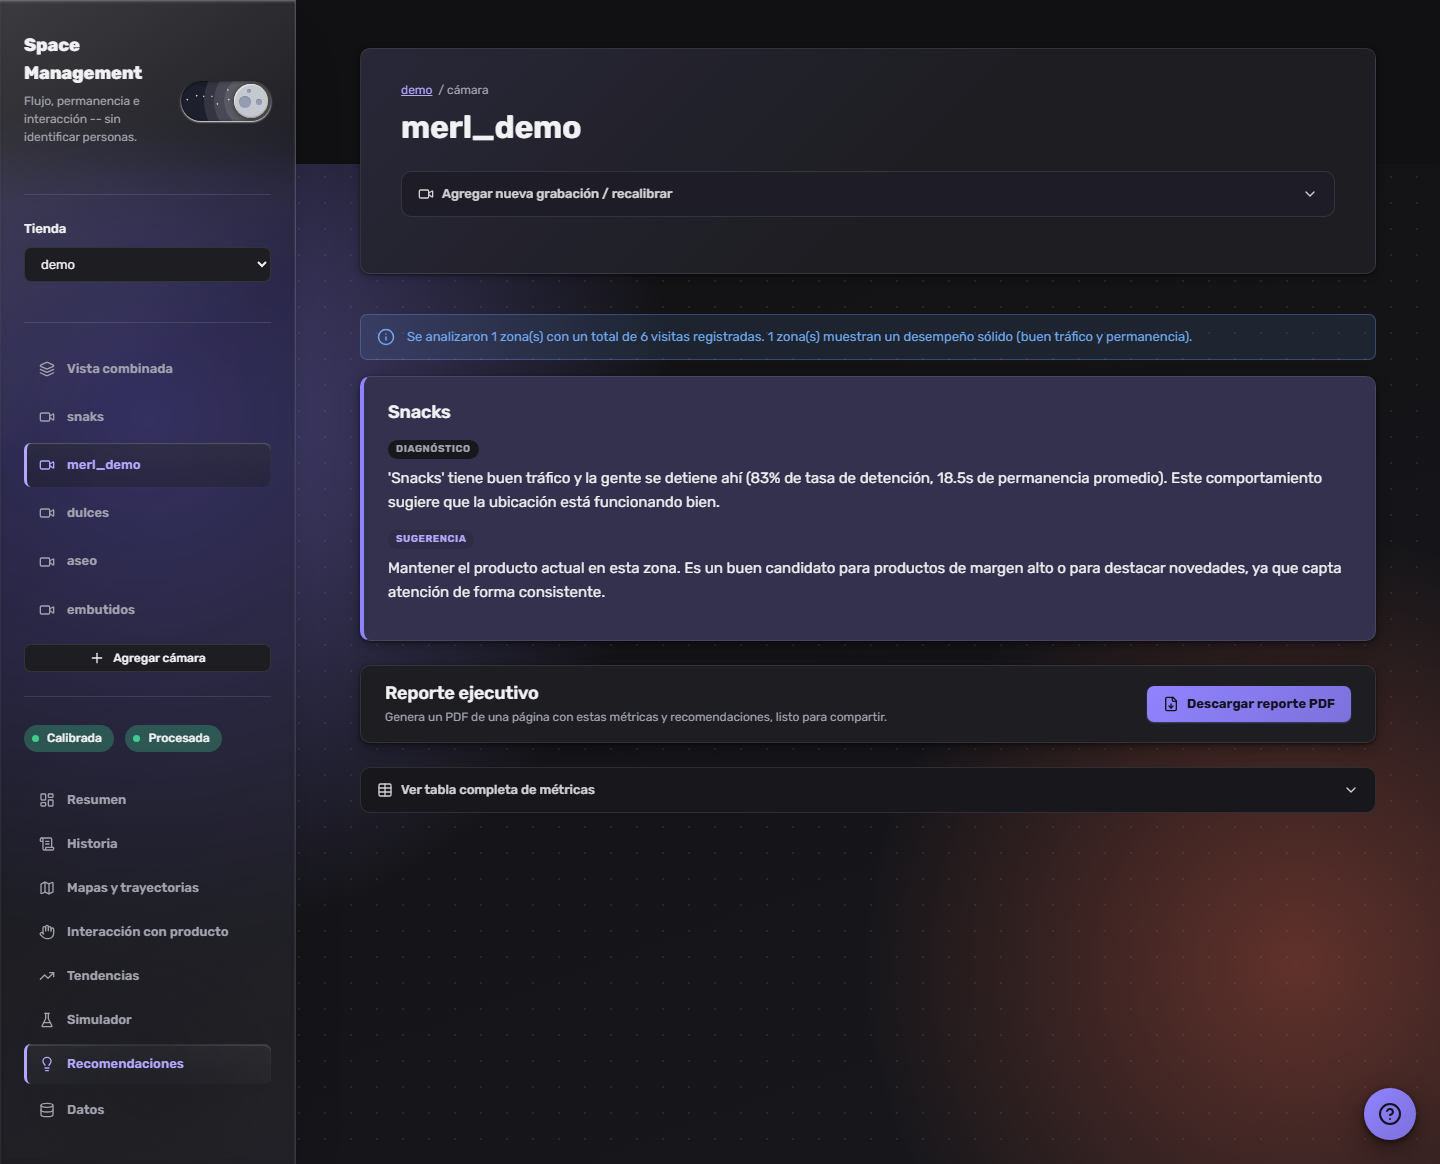 Space
Management
Flujo, permanencia e
interacción -- sin
identificar personas.
Tienda
demo
Vista combinada
snaks
merl_demo
dulces
aseo
embutidos
Agregar cámara
Calibrada
Procesada
Resumen
Historia
Mapas y trayectorias
Interacción con producto
Tendencias
Simulador
Recomendaciones
Datos
demo / cámara
merl_demo
Agregar nueva grabación / recalibrar
Se analizaron 1 zona(s) con un total de 6 visitas registradas. 1 zona(s) muestran un desempeño sólido (buen tráfico y permanencia).
Snacks
DIAGNÓSTICO
'Snacks' tiene buen tráfico y la gente se detiene ahí (83% de tasa de detención, 18.5s de permanencia promedio). Este comportamiento
sugiere que la ubicación está funcionando bien.
SUGERENCIA
Mantener el producto actual en esta zona. Es un buen candidato para productos de margen alto o para destacar novedades, ya que capta
atención de forma consistente.
Reporte ejecutivo
Genera un PDF de una página con estas métricas y recomendaciones, listo para compartir.
Descargar reporte PDF
Ver tabla completa de métricas